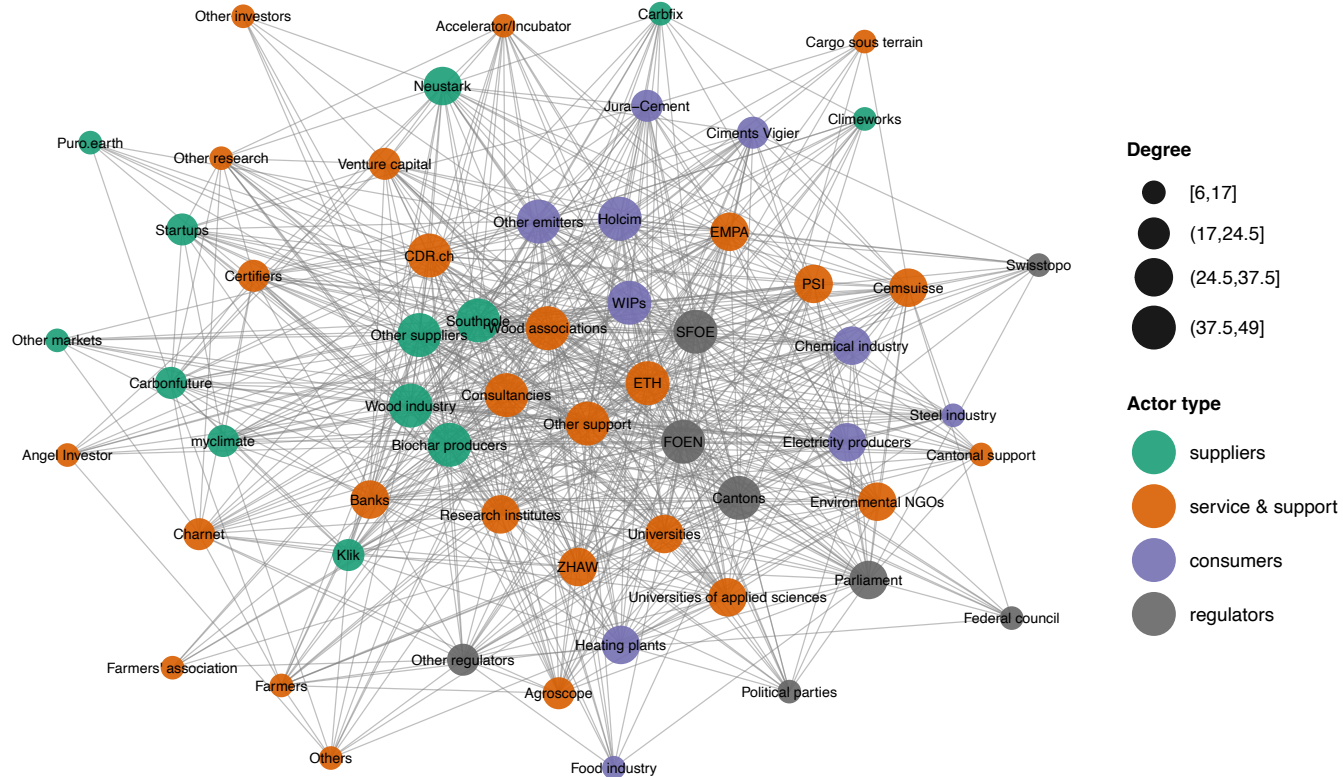 Other investors
Accelerator/Incubator
Carbfix
Cargo sous terrain
Neustark
Jura−Cement
Climeworks
Ciments Vigier
Puro.earth
Other research
Venture capital
Startups
Other emitters
Holcim
EMPA
CDR.ch
Certifiers
Swisstopo
PSI
Cemsuisse
WIPs
Southpole
Wood associations
Other suppliers
SFOE
Other markets
Chemical industry
Carbonfuture
ETH
Consultancies
Wood industry
Steel industry
Other support
myclimate
Biochar producers
FOEN
Electricity producers
Angel Investor
Cantonal support
Banks
Cantons
Environmental NGOs
Research institutes
Charnet
Universities
Klik
ZHAW
Parliament
Universities of applied sciences
Federal council
Heating plants
Other regulators
Farmers' association
Farmers
Agroscope
Political parties
Others
Food industry
Degree
[6,17]
(17,24.5]
(24.5,37.5]
(37.5,49]
Actor type
suppliers
service & support
consumers
regulators